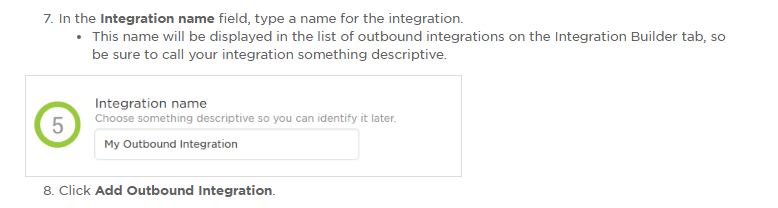 7. In the Integration name field, type a name for the integration.
• This name will be displayed in the list of outbound integrations on the Integration Builder tab, so
be sure to call your integration something descriptive.
5
Integration name
Choose something descriptive so you can identify it later.
My Outbound Integration
8. Click Add Outbound Integration.